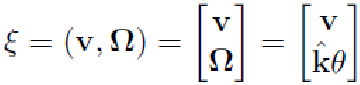 ξ = (v, Ω) = [v Ω] = [v k̂θ]